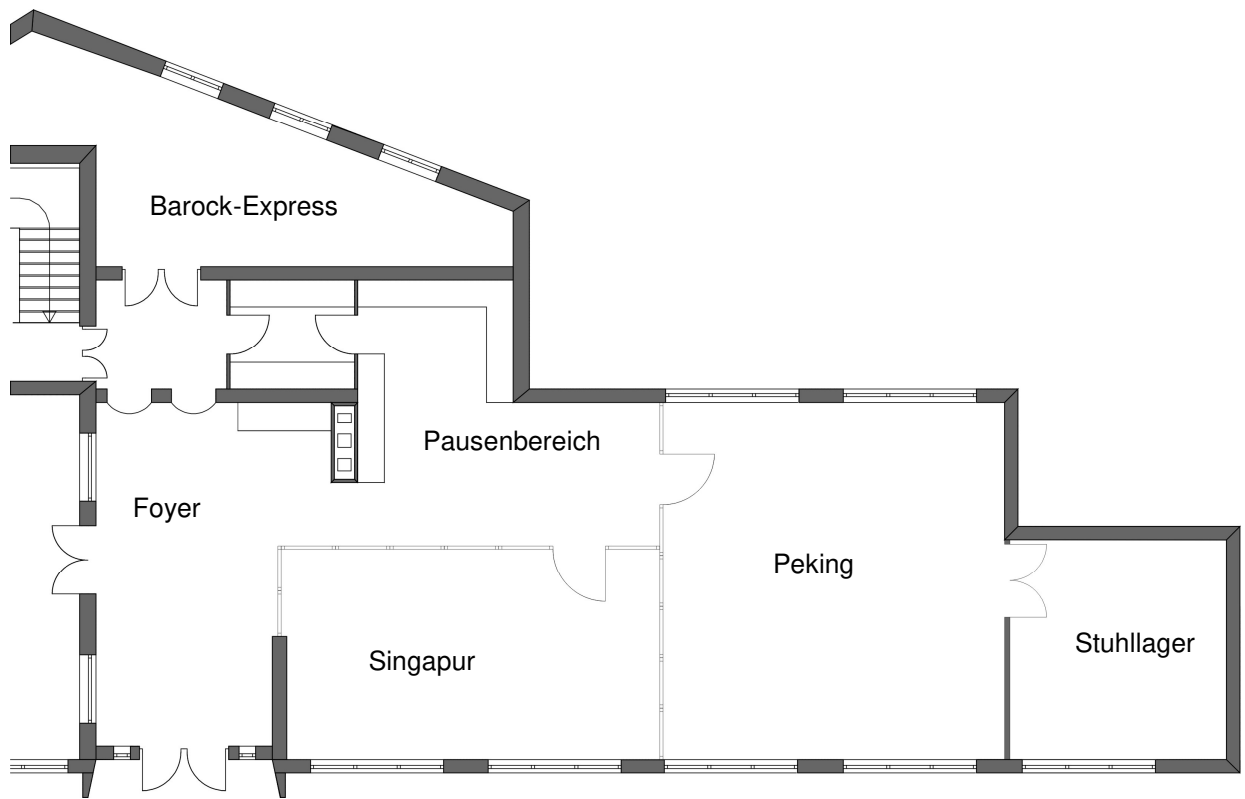 Barock-Express
Pausenbereich
Foyer
Peking
Stuhllager
Singapur